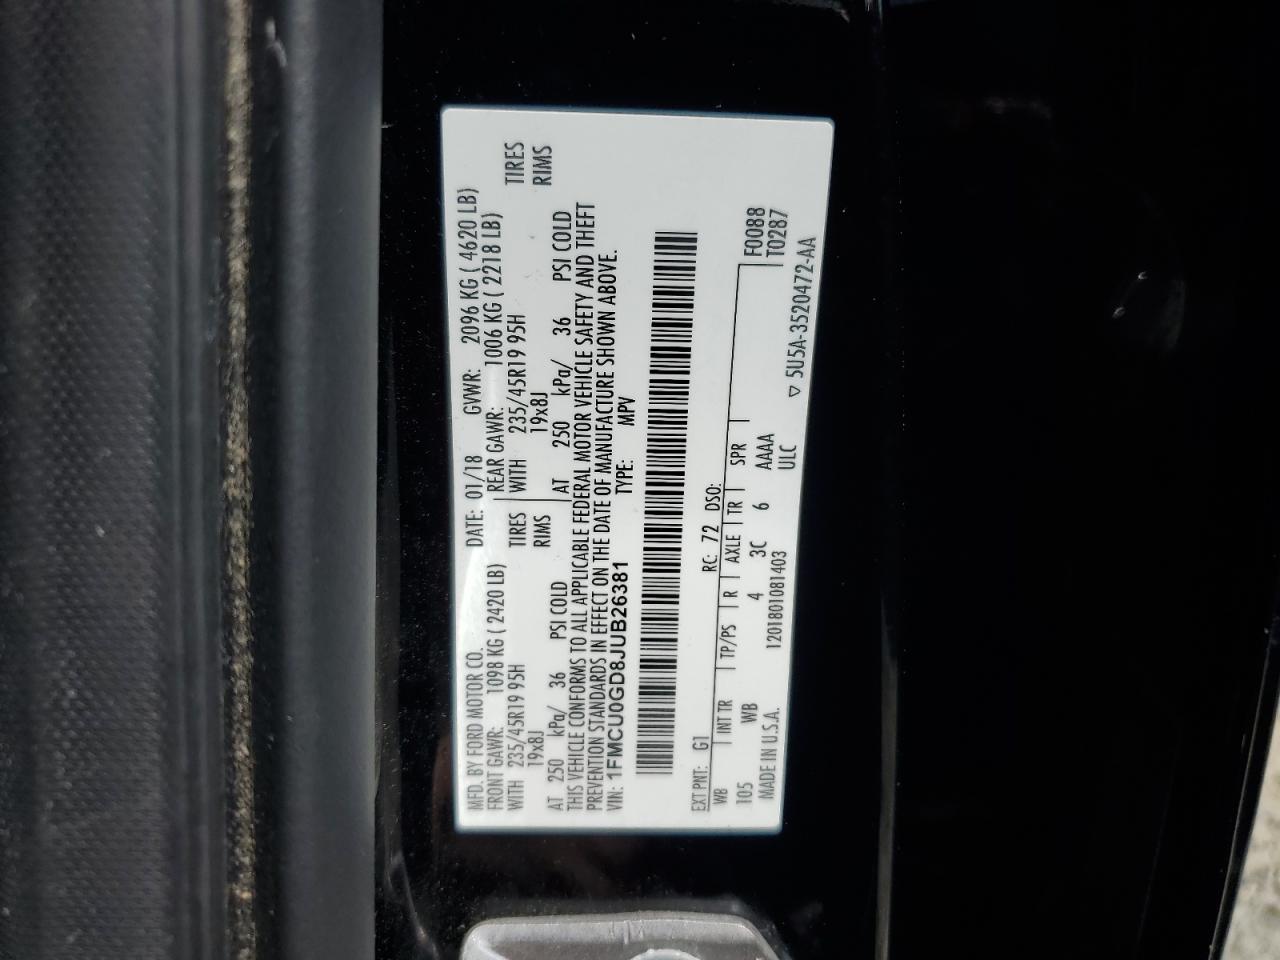 MFD. BY FORD MOTOR CO. DATE: 01/18 GVWR: 2096 KG ( 4620 LB)
FRONT GAWR: 1098 KG ( 2420 LB) REAR GAWR: 1006 KG ( 2218 LB)
WITH 235/45R19 95H TIRES WITH 235/45R19 95H TIRES
19x8J RIMS 19x8J RIMS
AT 250 kPa/ 36 PSI COLD AT 250 kPa/ 36 PSI COLD
THIS VEHICLE CONFORMS TO ALL APPLICABLE FEDERAL MOTOR VEHICLE SAFETY AND THEFT
PREVENTION STANDARDS IN EFFECT ON THE DATE OF MANUFACTURE SHOWN ABOVE.
VIN: 1FMCU0GD8JUB26381 TYPE: MPV
EXT PNT: G1 RC: 72 DSO: F0088
WB INT TR TP/PS R AXLE TR SPR T0287
105 WB 4 3C 6 AAAA
MADE IN U.S.A. 1201801081403 ULC ▽ 5U5A-3520472-AA